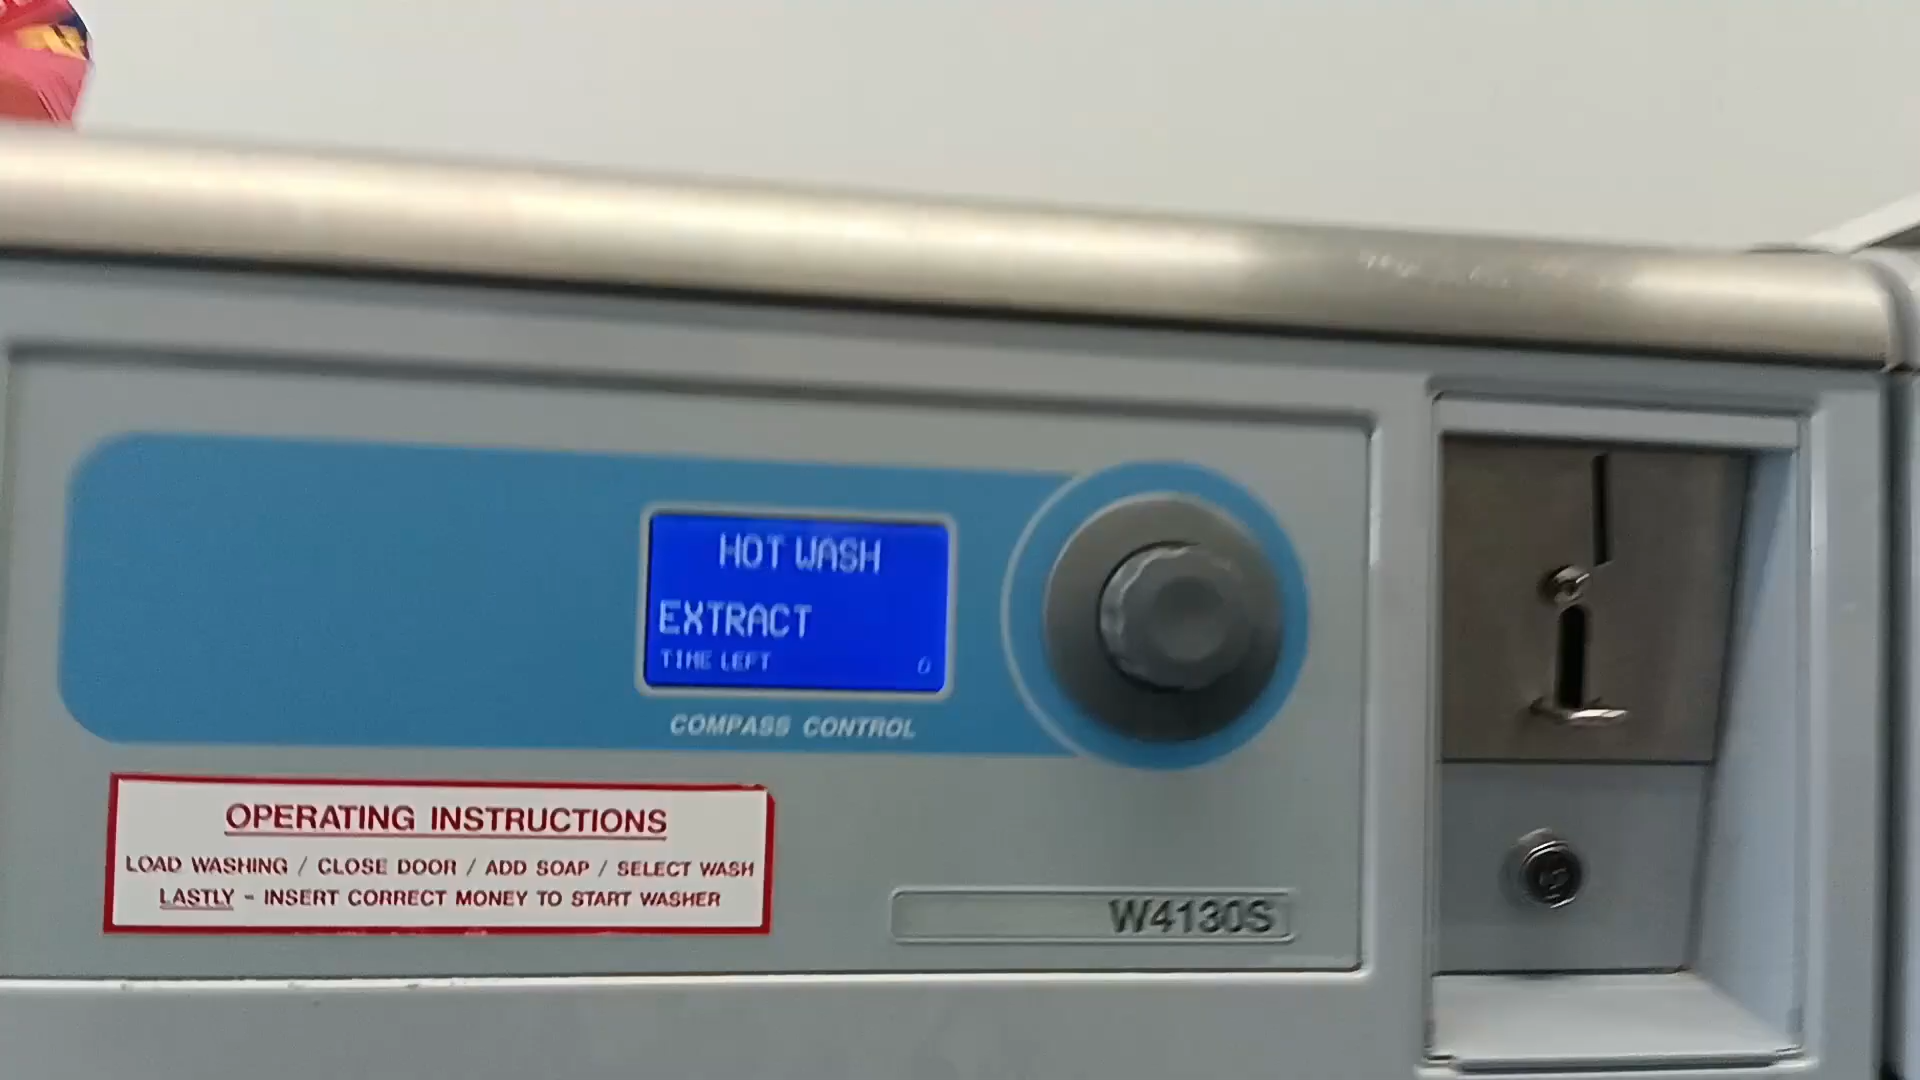 HOT WASH
EXTRACT
TIME LEFT 0
COMPASS CONTROL
OPERATING INSTRUCTIONS
LOAD WASHING / CLOSE DOOR / ADD SOAP / SELECT WASH
LASTLY - INSERT CORRECT MONEY TO START WASHER
W4130S